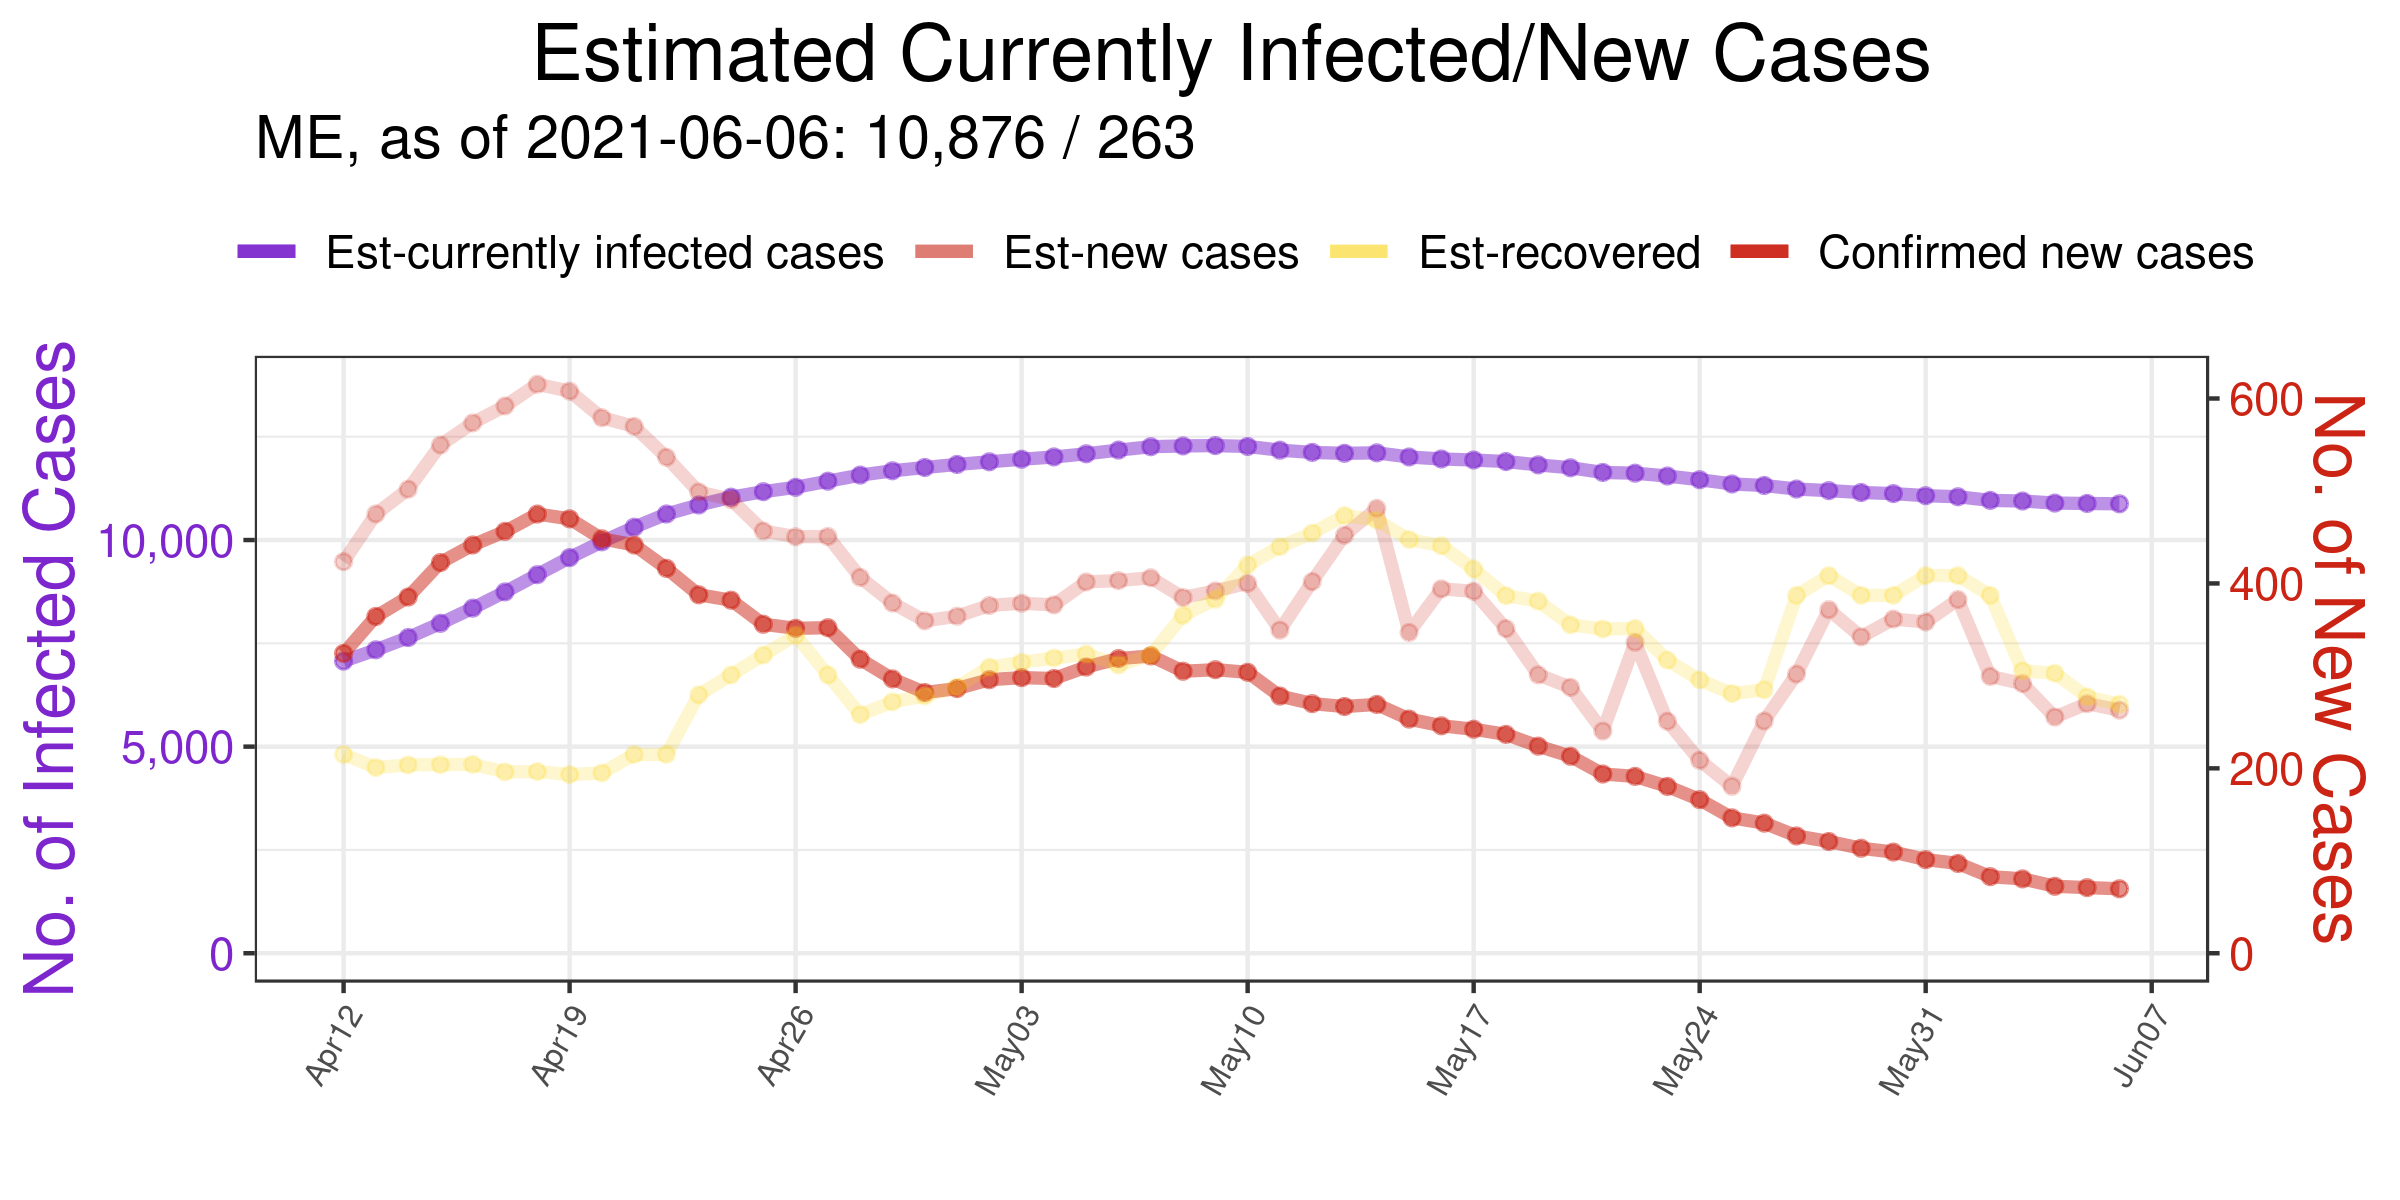 Estimated Currently Infected/New Cases
ME, as of 2021-06-06: 10,876 / 263
Est-currently infected cases Est-new cases Est-recovered Confirmed new cases
No. of Infected Cases
10,000
5,000
0
600
400
200
0
No. of New Cases
Apr12 Apr19 Apr26 May03 May10 May17 May24 May31 Jun07